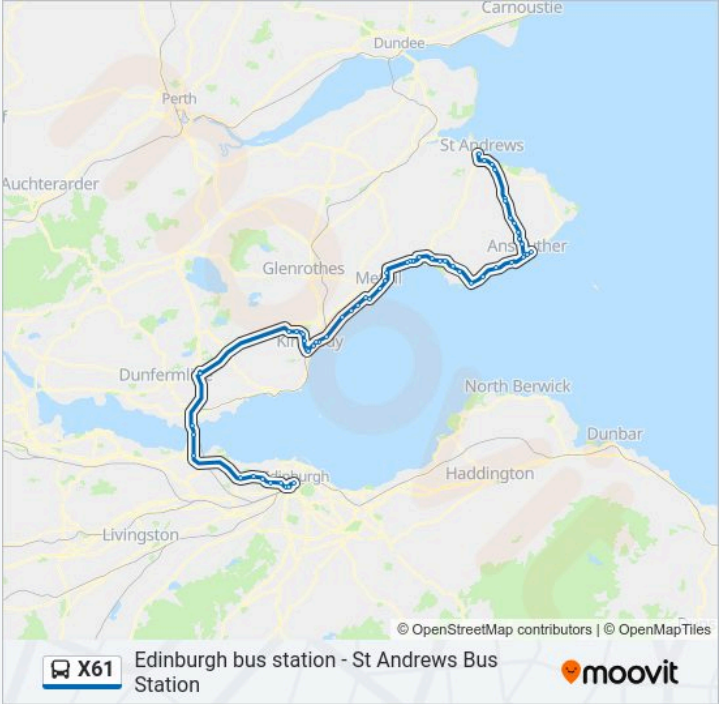 Carnoustie
Dundee
Perth
St Andrews
Auchterarder
Glenrothes
North Berwick
Dunbar
Haddington
Livingston
© OpenStreetMap contributors | © OpenMapTiles
X61
Edinburgh bus station - St Andrews Bus
Station
moovit